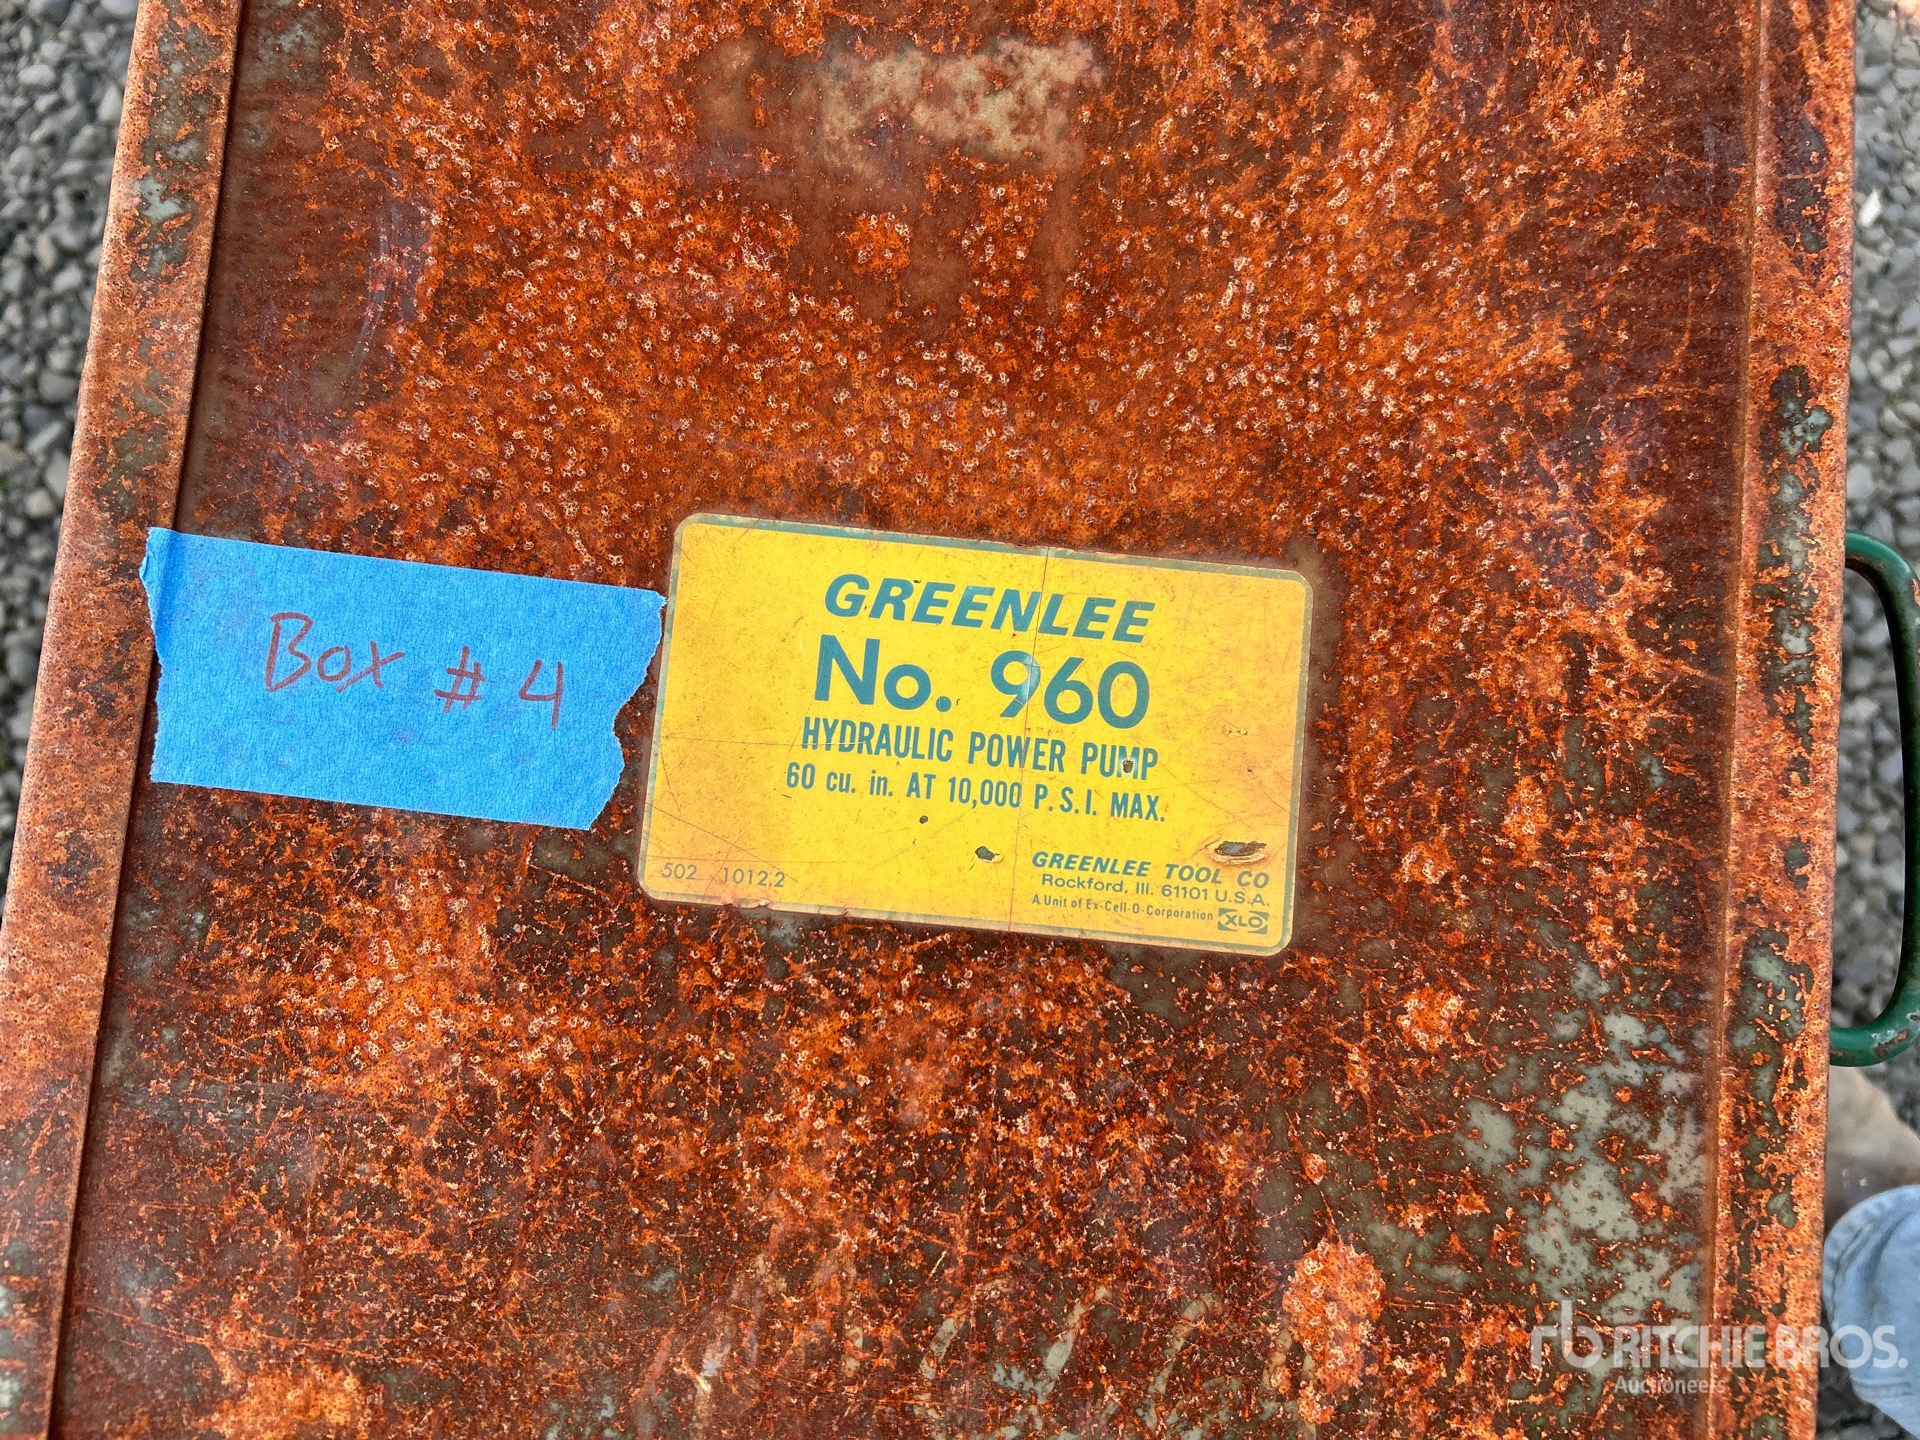 Box # 4
GREENLEE
No. 960
HYDRAULIC POWER PUMP
60 cu. in. AT 10,000 P.S.I. MAX.
502 1012.2
GREENLEE TOOL CO
Rockford, Ill. 61101 U.S.A.
A Unit of Ex-Cell-O-Corporation XLO
rb RITCHIE BROS.
Auctioneers